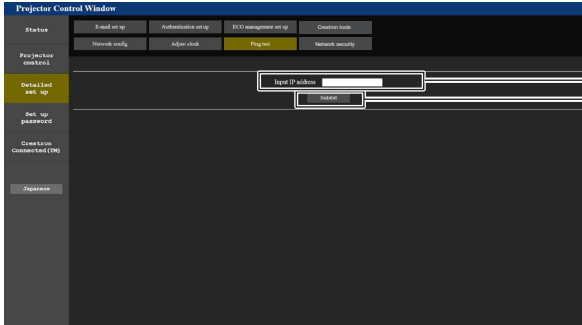 Projector Control Window
Status
E-mail set up
Authentication set up
ECO management set up
Crestron tools
Network config
Adjust clock
Ping test
Network security
Projector
control
Detailed
set up
Input IP address
Submit
Set up
password
Crestron
Connected(TM)
Japanese